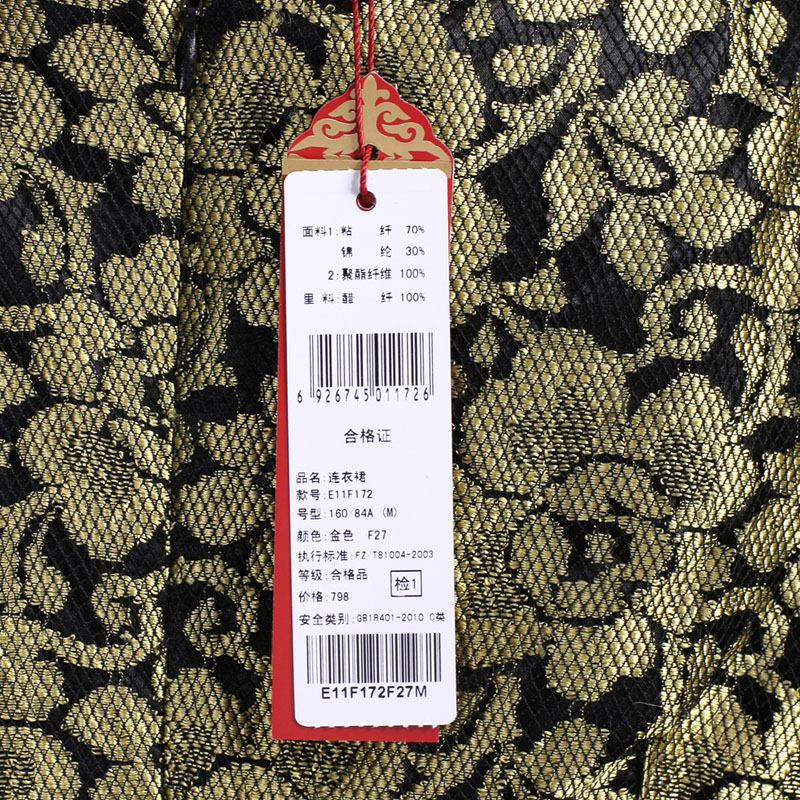 面料1:粘 纤 70%
锦 纶 30%
2:聚酯纤维 100%
里 料:醋 纤 100%
6 926745 011726
合格证
品名:连衣裙
款号:E11F172
号型:160/84A (M)
颜色:金色 F27
执行标准:FZ/T81004-2003
等级:合格品
检1
价格:798
安全类别:GB18401-2010 C类
E11F172F27M